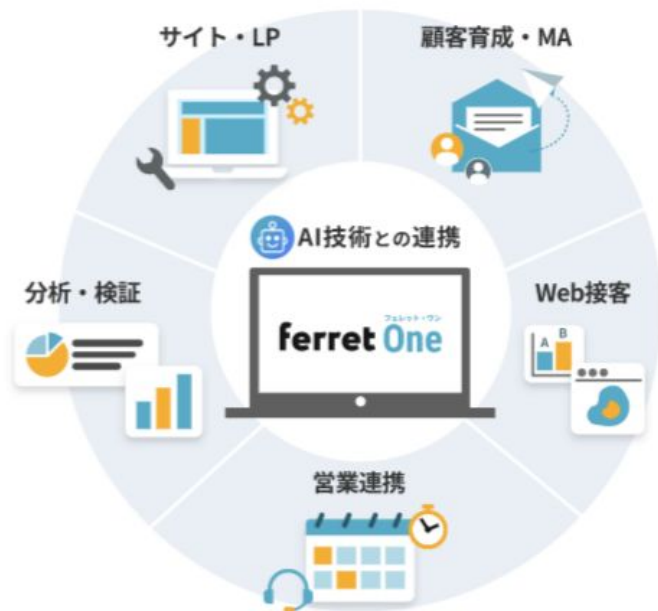 サイト・LP
顧客育成・MA
AI技術との連携
フェレット・ワン
ferret One
分析・検証
Web接客
A B
営業連携